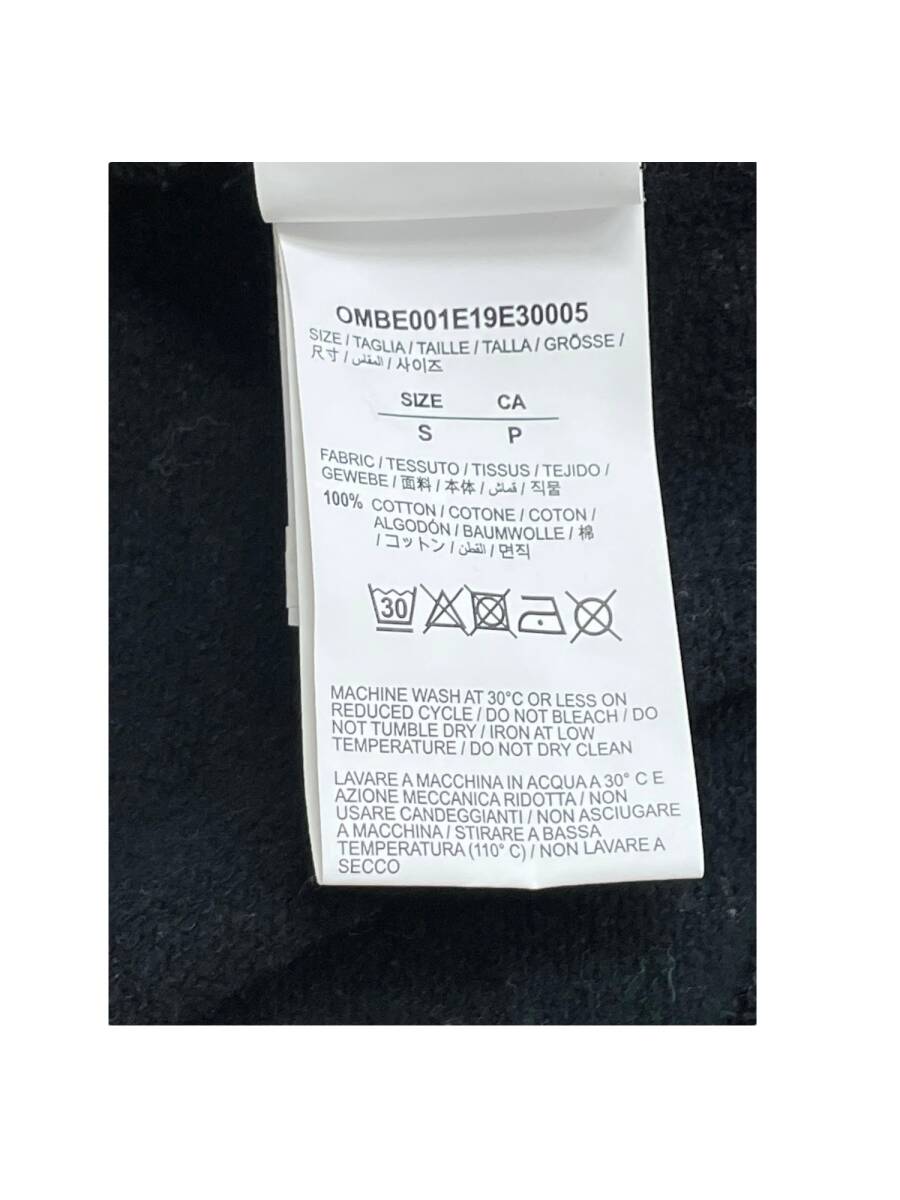 OMBE001E19E30005
SIZE / TAGLIA / TAILLE / TALLA / GRÖSSE /
尺寸 / المقاس / 사이즈
SIZE CA
S P
FABRIC / TESSUTO / TISSUS / TEJIDO /
GEWEBE / 面料 / 本体 / قماش / 직물
100% COTTON / COTONE / COTON /
ALGODÓN / BAUMWOLLE / 棉
/ コットン / القطن / 면직
30
MACHINE WASH AT 30°C OR LESS ON
REDUCED CYCLE / DO NOT BLEACH / DO
NOT TUMBLE DRY / IRON AT LOW
TEMPERATURE / DO NOT DRY CLEAN
LAVARE A MACCHINA IN ACQUA A 30° C E
AZIONE MECCANICA RIDOTTA / NON
USARE CANDEGGIANTI / NON ASCIUGARE
A MACCHINA / STIRARE A BASSA
TEMPERATURA (110° C) / NON LAVARE A
SECCO